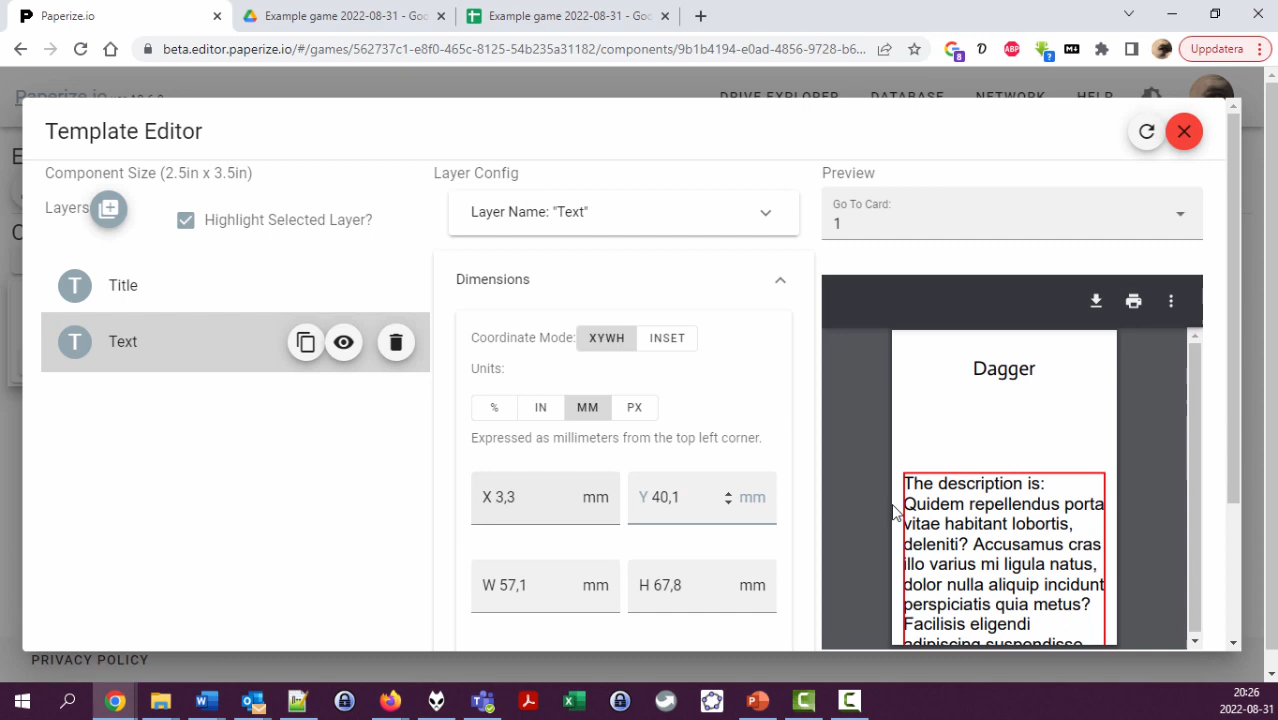 Paperize.io
Example game 2022-08-31 - Goo
Example game 2022-08-31 - Goo
beta.editor.paperize.io/#/games/562737c1-e8f0-465c-8125-54b235a31182/components/9b1b4194-e0ad-4856-9728-b6...
8
ABP
?
Uppdatera
Paperize.io
DRIVE EXPLORER
DATABASE
NETWORK
HELP
Template Editor
Component Size (2.5in x 3.5in)
Layers
Highlight Selected Layer?
T Title
T Text
Layer Config
Layer Name: "Text"
Dimensions
Coordinate Mode: XYWH INSET
Units:
% IN MM PX
Expressed as millimeters from the top left corner.
X 3,3 mm
Y 40,1 mm
W 57,1 mm
H 67,8 mm
Preview
Go To Card:
1
Dagger
The description is:
Quidem repellendus porta
vitae habitant lobortis,
deleniti? Accusamus cras
illo varius mi ligula natus,
dolor nulla aliquip incidunt
perspiciatis quia metus?
Facilisis eligendi
adipiscing suspendisse
PRIVACY POLICY
20:26
2022-08-31